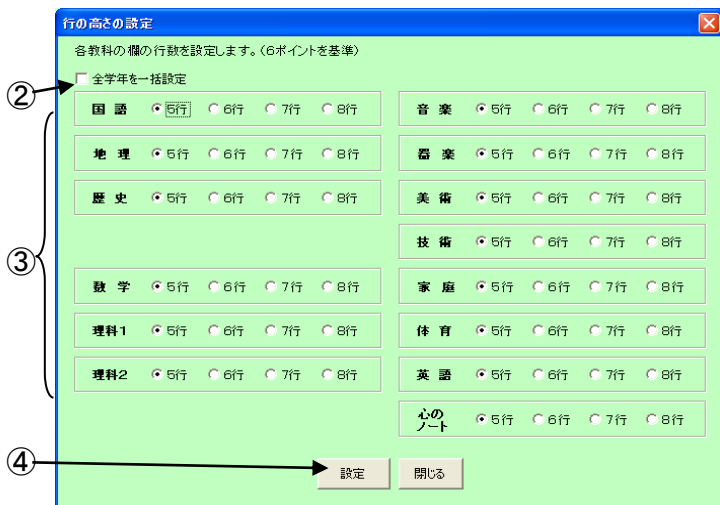 行の高さの設定
各教科の欄の行数を設定します。(6ポイントを基準)
② 全学年を一括設定
国 語 5行 6行 7行 8行
音 楽 5行 6行 7行 8行
地 理 5行 6行 7行 8行
器 楽 5行 6行 7行 8行
歴 史 5行 6行 7行 8行
美 術 5行 6行 7行 8行
技 術 5行 6行 7行 8行
③
数 学 5行 6行 7行 8行
家 庭 5行 6行 7行 8行
理科1 5行 6行 7行 8行
体 育 5行 6行 7行 8行
理科2 5行 6行 7行 8行
英 語 5行 6行 7行 8行
心の
ノート 5行 6行 7行 8行
④ 設定 閉じる